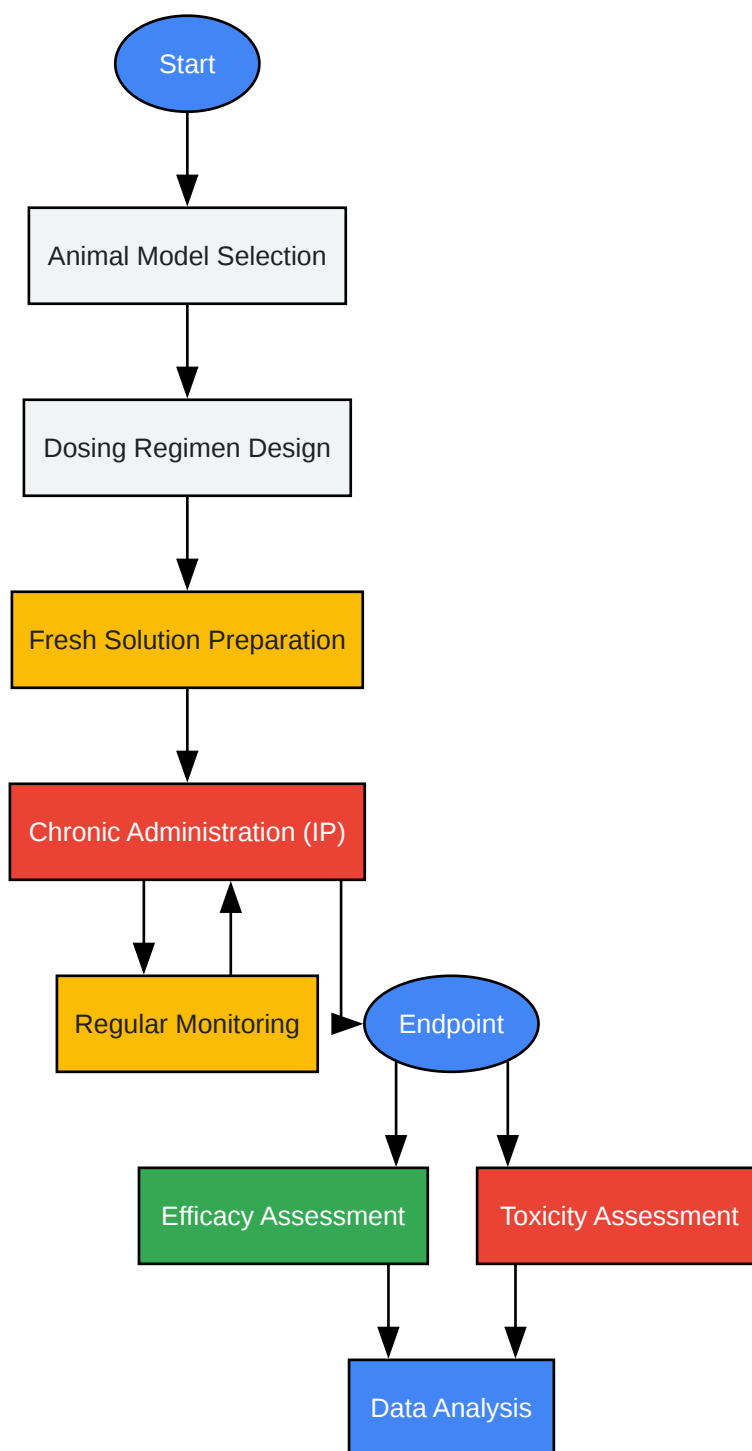 Start
Animal Model Selection
Dosing Regimen Design
Fresh Solution Preparation
Chronic Administration (IP)
Regular Monitoring
Endpoint
Efficacy Assessment
Toxicity Assessment
Data Analysis